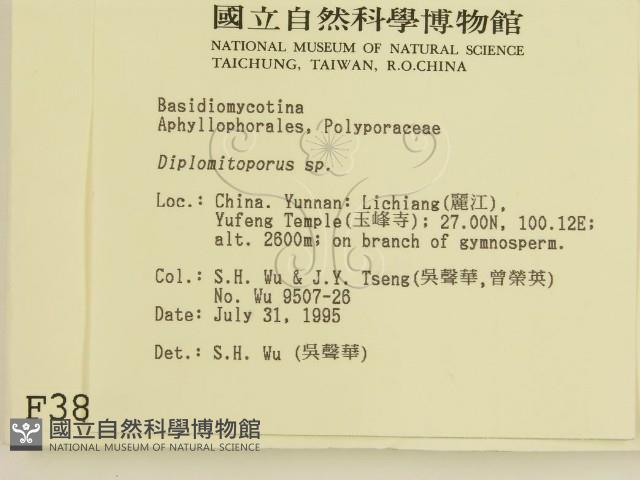 國立自然科學博物館
NATIONAL MUSEUM OF NATURAL SCIENCE
TAICHUNG, TAIWAN, R.O.CHINA
Basidiomycotina
Aphyllophorales, Polyporaceae
Diplomitoporus sp.
Loc.: China. Yunnan: Lichiang(麗江),
Yufeng Temple(玉峰寺); 27.00N, 100.12E;
alt. 2600m; on branch of gymnosperm.
Col.: S.H. Wu & J.Y. Tseng(吳聲華,曾榮英)
No. Wu 9507-26
Date: July 31, 1995
Det.: S.H. Wu (吳聲華)
F38
國立自然科學博物館
NATIONAL MUSEUM OF NATURAL SCIENCE